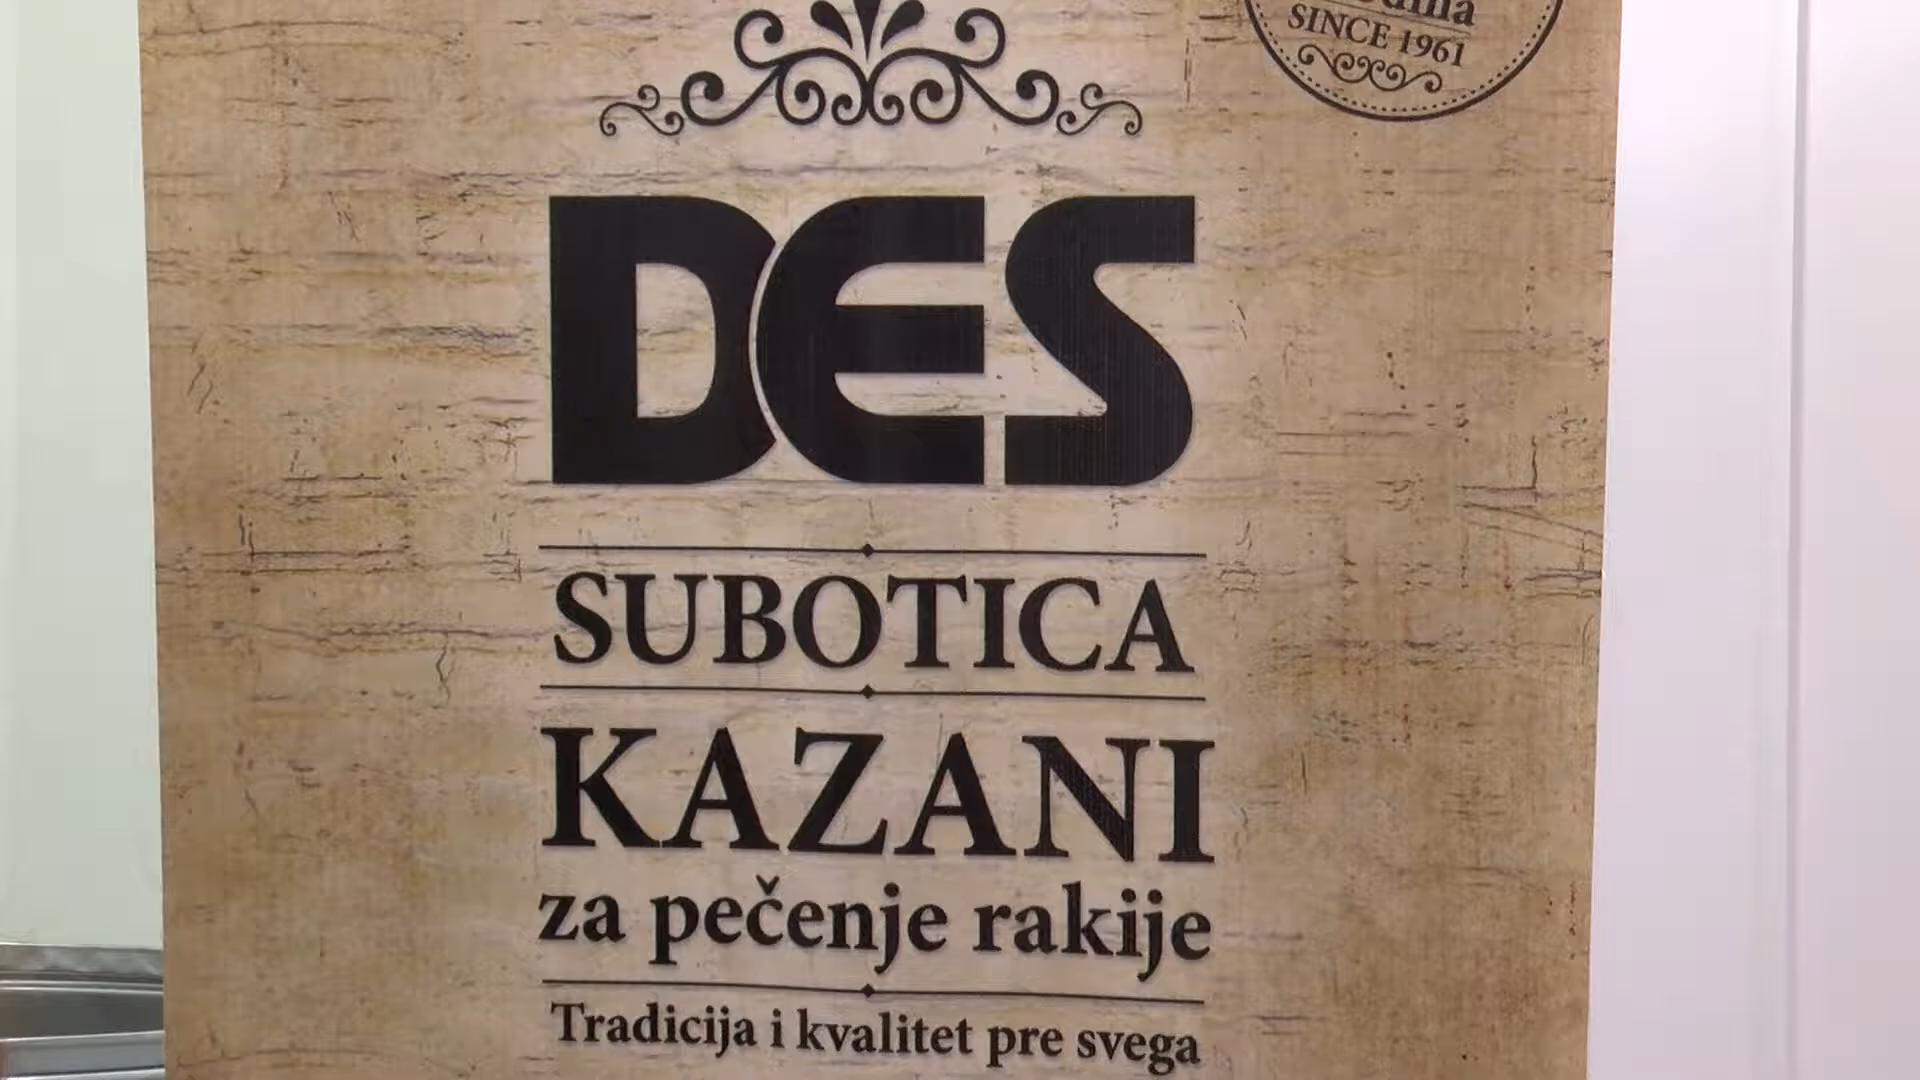 SINCE 1961
DES
SUBOTICA
KAZANI
za pečenje rakije
Tradicija i kvalitet pre svega